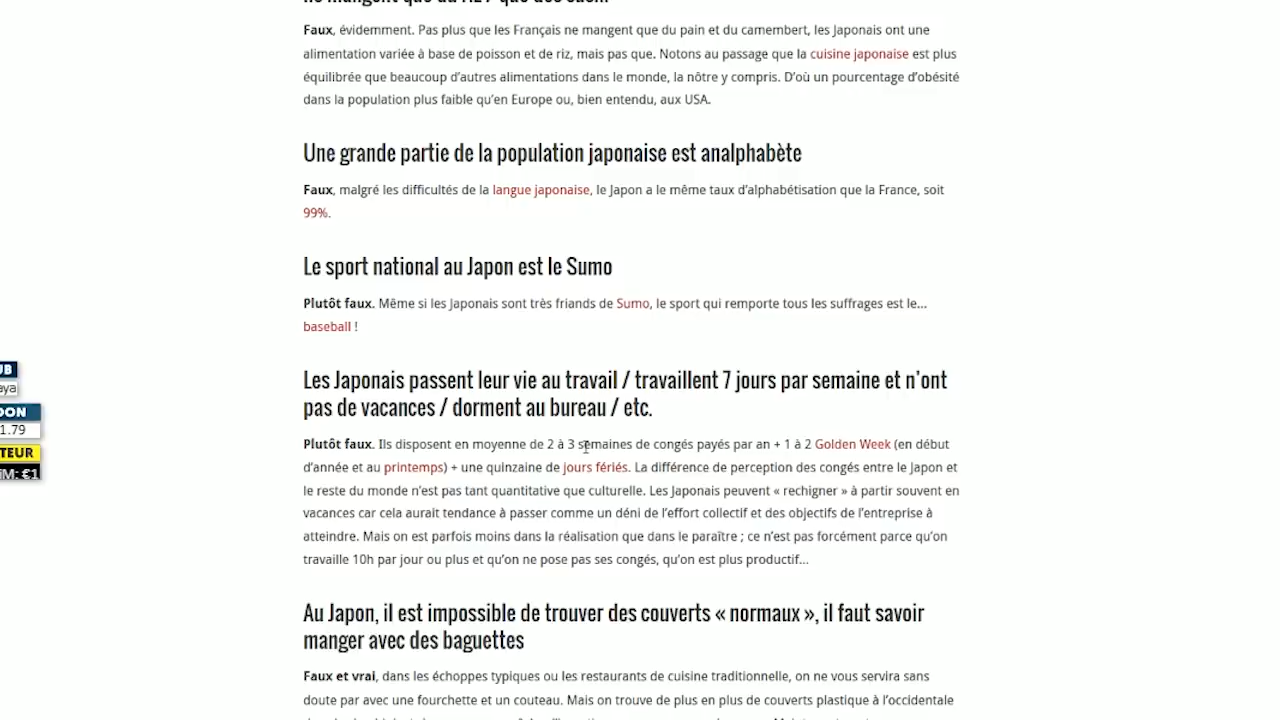 Faux, évidemment. Pas plus que les Français ne mangent que du pain et du camembert, les Japonais ont une
alimentation variée à base de poisson et de riz, mais pas que. Notons au passage que la cuisine japonaise est plus
équilibrée que beaucoup d’autres alimentations dans le monde, la nôtre y compris. D’où un pourcentage d’obésité
dans la population plus faible qu’en Europe ou, bien entendu, aux USA.
Une grande partie de la population japonaise est analphabète
Faux, malgré les difficultés de la langue japonaise, le Japon a le même taux d’alphabétisation que la France, soit
99%.
Le sport national au Japon est le Sumo
Plutôt faux. Même si les Japonais sont très friands de Sumo, le sport qui remporte tous les suffrages est le…
baseball !
Les Japonais passent leur vie au travail / travaillent 7 jours par semaine et n’ont
pas de vacances / dorment au bureau / etc.
Plutôt faux. Ils disposent en moyenne de 2 à 3 semaines de congés payés par an + 1 à 2 Golden Week (en début
d’année et au printemps) + une quinzaine de jours fériés. La différence de perception des congés entre le Japon et
le reste du monde n’est pas tant quantitative que culturelle. Les Japonais peuvent « rechigner » à partir souvent en
vacances car cela aurait tendance à passer comme un déni de l’effort collectif et des objectifs de l’entreprise à
atteindre. Mais on est parfois moins dans la réalisation que dans le paraître ; ce n’est pas forcément parce qu’on
travaille 10h par jour ou plus et qu’on ne pose pas ses congés, qu’on est plus productif…
Au Japon, il est impossible de trouver des couverts « normaux », il faut savoir
manger avec des baguettes
Faux et vrai, dans les échoppes typiques ou les restaurants de cuisine traditionnelle, on ne vous servira sans
doute par avec une fourchette et un couteau. Mais on trouve de plus en plus de couverts plastique à l’occidentale
UB
aya
DON
1.79
TEUR
IM: €1